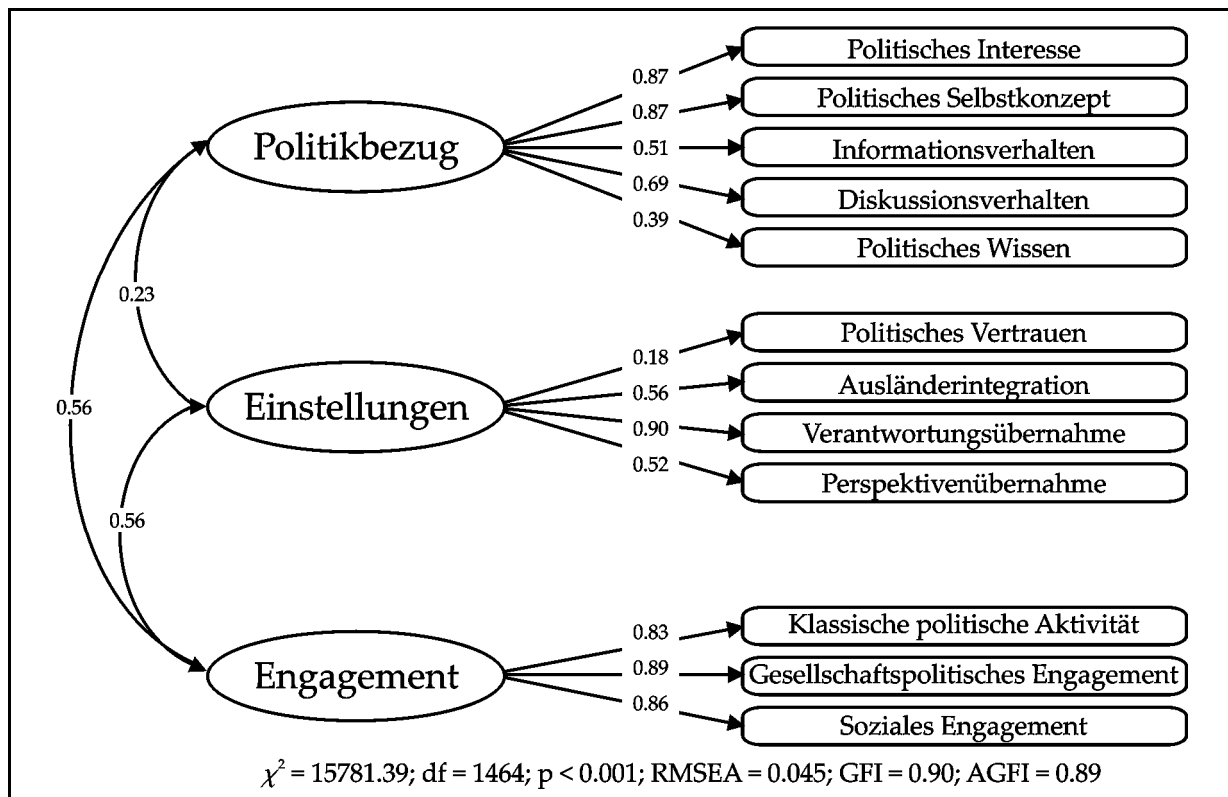 Politisches Interesse
0.87
Politisches Selbstkonzept
0.87
Politikbezug
Informationsverhalten
0.51
Diskussionsverhalten
0.69
Politisches Wissen
0.39
0.23
Politisches Vertrauen
0.18
Ausländerintegration
0.56
Einstellungen
0.56
Verantwortungsübernahme
0.90
Perspektivenübernahme
0.52
0.56
Klassische politische Aktivität
0.83
Engagement
Gesellschaftspolitisches Engagement
0.89
Soziales Engagement
0.86
χ² = 15781.39; df = 1464; p < 0.001; RMSEA = 0.045; GFI = 0.90; AGFI = 0.89